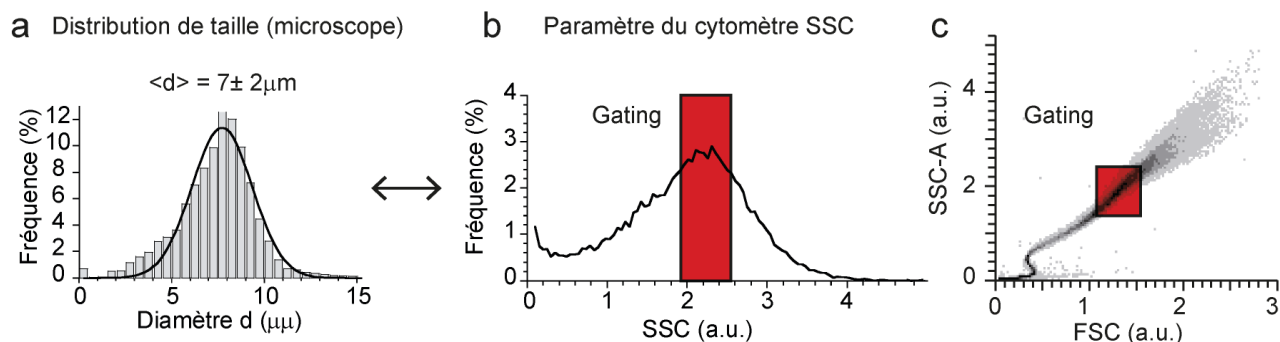 a Distribution de taille (microscope)
<d> = 7± 2μm
Fréquence (%)
12
10
8
6
4
2
0
0 5 10 15
Diamètre d (μμ)
b Paramètre du cytomètre SSC
Gating
Fréquence (%)
4
3
2
1
0
0 1 2 3 4
SSC (a.u.)
c
Gating
SSC-A (a.u.)
4
2
0
0 1 2 3
FSC (a.u.)